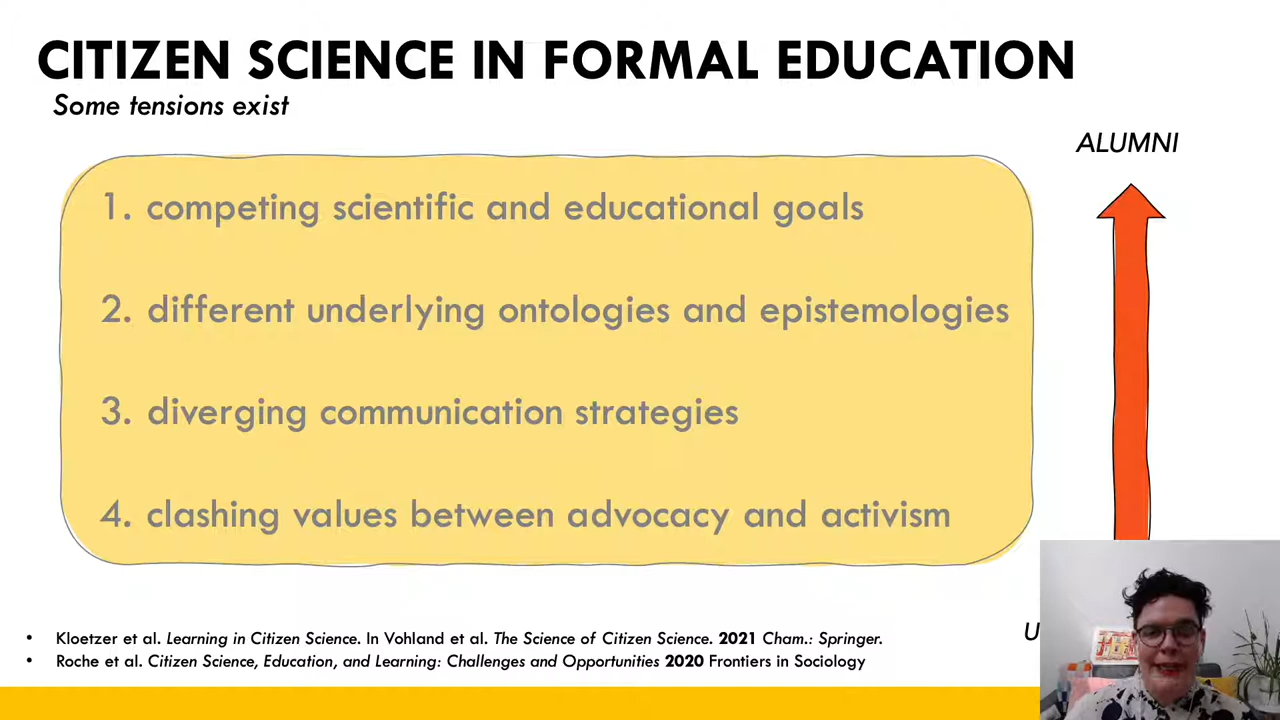 CITIZEN SCIENCE IN FORMAL EDUCATION
Some tensions exist
ALUMNI
1. competing scientific and educational goals
2. different underlying ontologies and epistemologies
3. diverging communication strategies
4. clashing values between advocacy and activism
• Kloetzer et al. Learning in Citizen Science. In Vohland et al. The Science of Citizen Science. 2021 Cham.: Springer.
• Roche et al. Citizen Science, Education, and Learning: Challenges and Opportunities 2020 Frontiers in Sociology